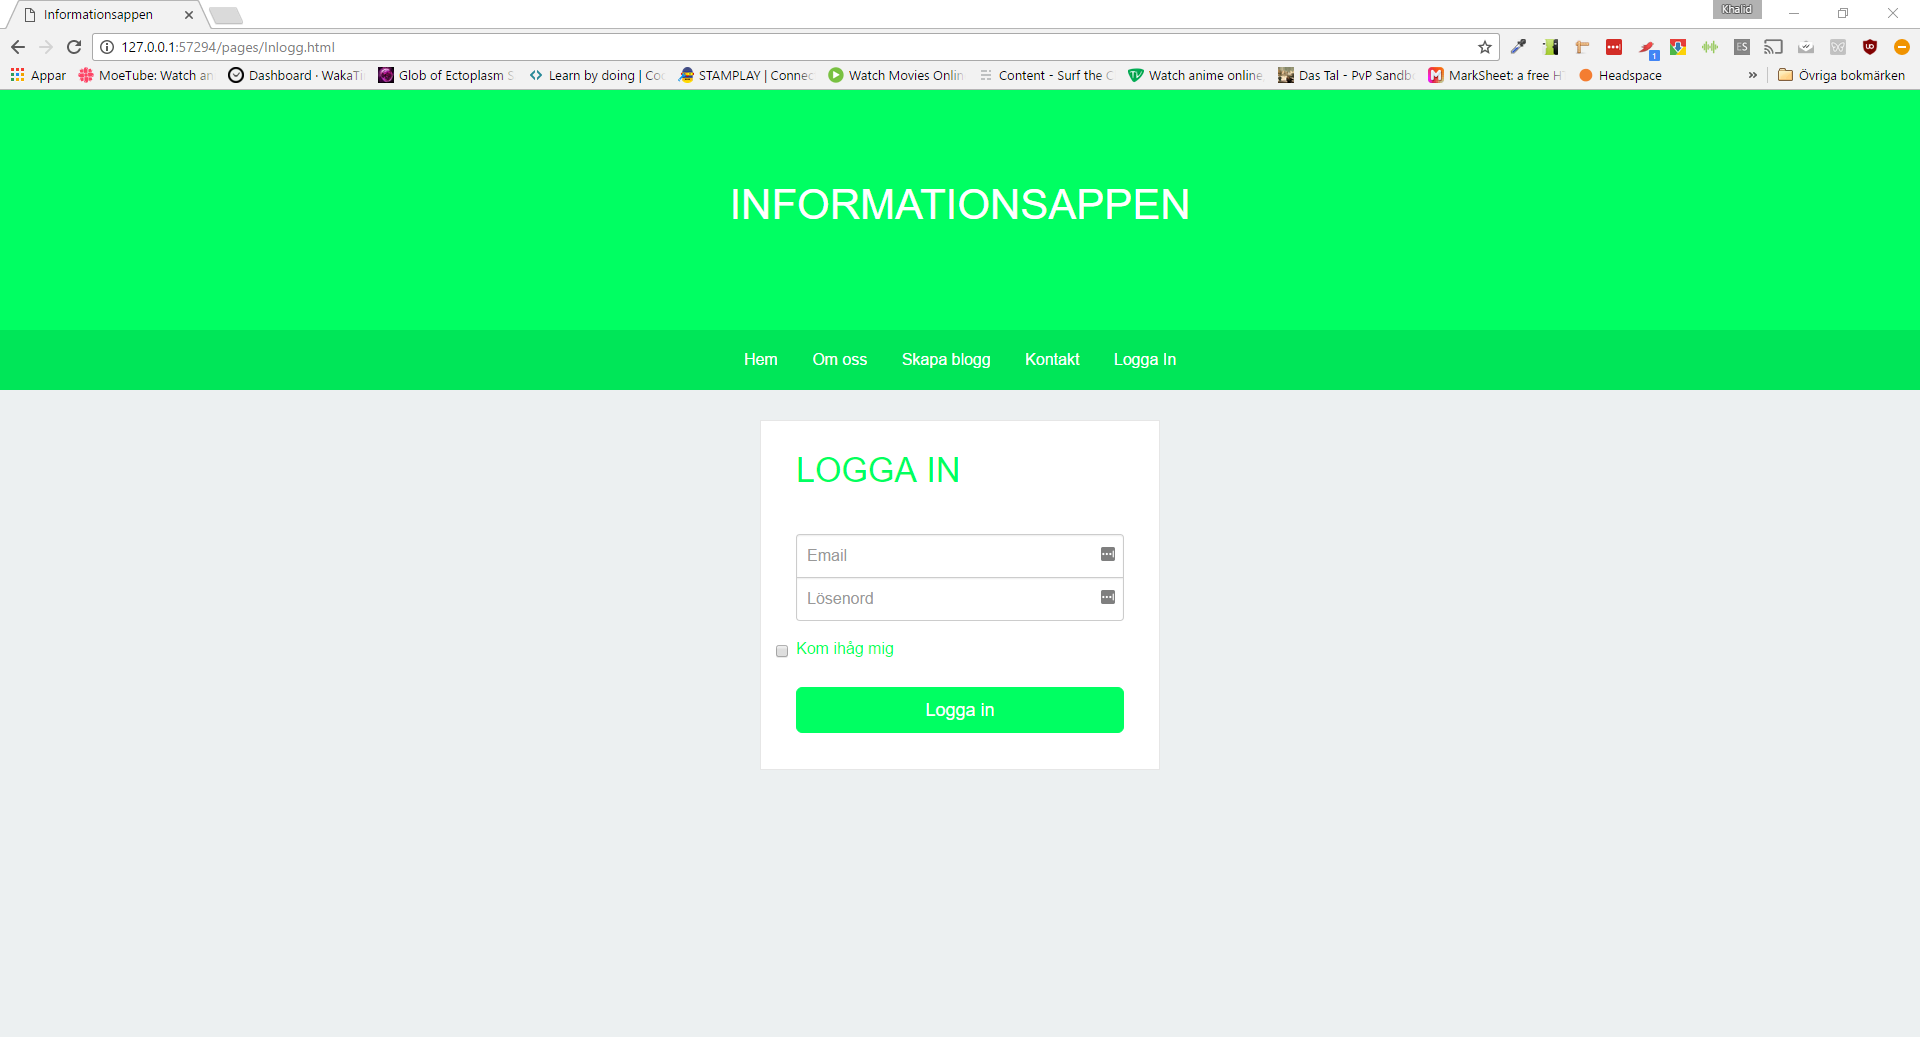 Informationsappen
Khalid
127.0.0.1:57294/pages/Inlogg.html
ES
1
Appar
MoeTube: Watch an
Dashboard · WakaTi
Glob of Ectoplasm S
Learn by doing | Co
STAMPLAY | Connec
Watch Movies Onlin
Content - Surf the C
Watch anime online
Das Tal - PvP Sandb
MarkSheet: a free H
Headspace
»
Övriga bokmärken
INFORMATIONSAPPEN
Hem Om oss Skapa blogg Kontakt Logga In
LOGGA IN
Email
Lösenord
Kom ihåg mig
Logga in